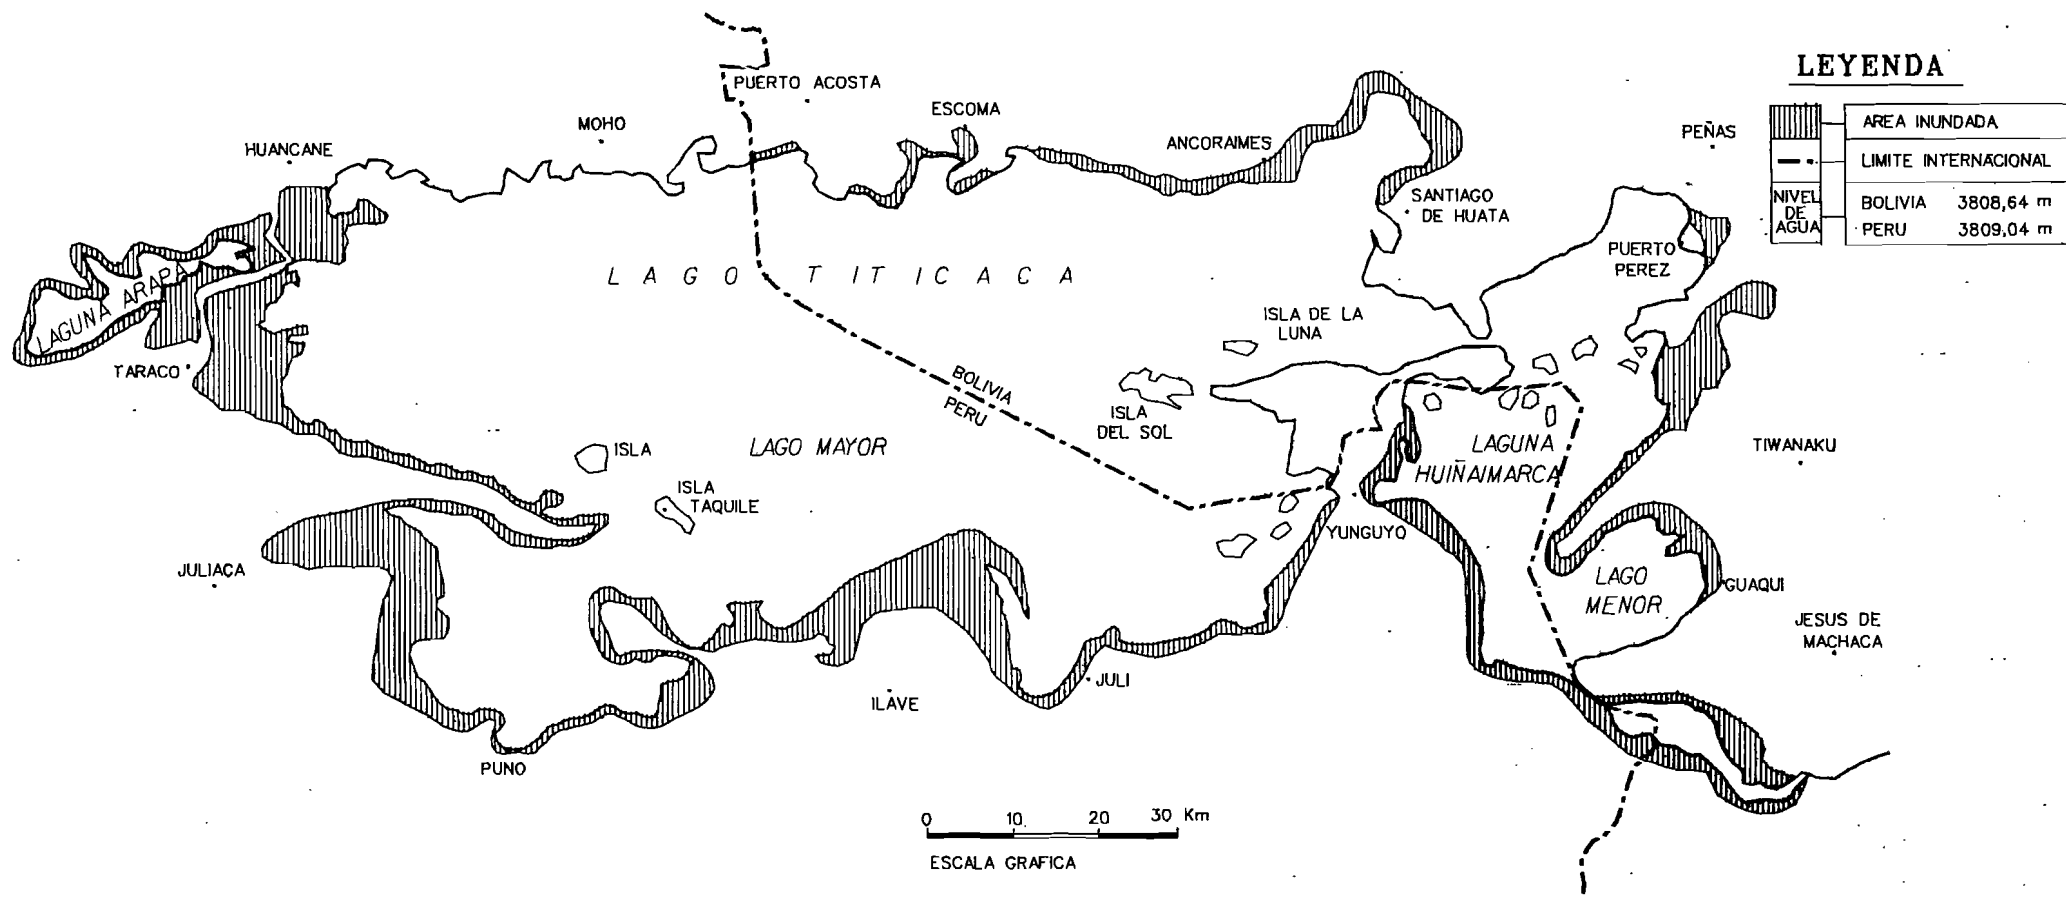 LEYENDA
AREA INUNDADA
LIMITE INTERNACIONAL
NIVEL
DE
AGUA
BOLIVIA 3808,64 m
PERU 3809,04 m
PUERTO ACOSTA
ESCOMA
MOHO
HUANCANE
ANCORAIMES
PEÑAS
SANTIAGO
DE HUATA
PUERTO
PEREZ
LAGO TITICACA
LAGUNA ARAPA
ISLA DE LA
LUNA
TARACO
BOLIVIA
PERU
ISLA
DEL SOL
LAGO MAYOR
ISLA
ISLA
TAQUILE
LAGUNA
HUIÑAIMARCA
TIWANAKU
YUNGUYO
JULIACA
LAGO
MENOR
GUAQUI
JESUS DE
MACHACA
JULI
ILAVE
PUNO
0 10 20 30 Km
ESCALA GRAFICA